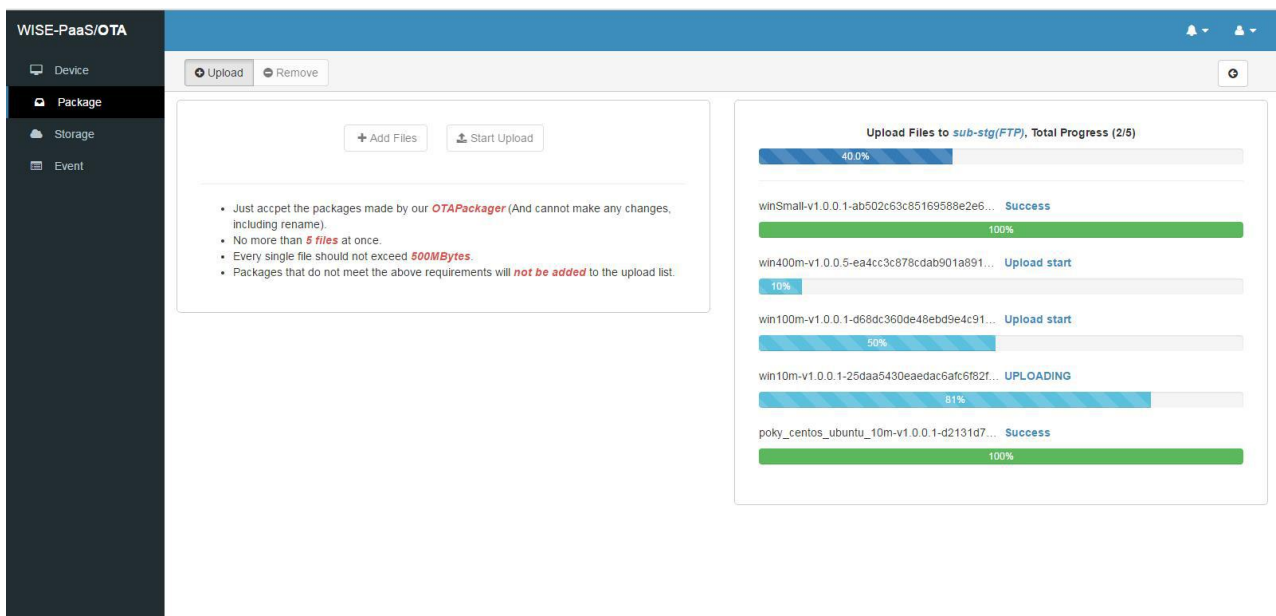 WISE-PaaS/OTA
Device
Package
Storage
Event
Upload
Remove
Add Files
Start Upload
Just accpet the packages made by our OTAPackager (And cannot make any changes,
including rename).
No more than 5 files at once.
Every single file should not exceed 500MBytes.
Packages that do not meet the above requirements will not be added to the upload list.
Upload Files to sub-stg(FTP), Total Progress (2/5)
40.0%
winSmall-v1.0.0.1-ab502c63c85169588e2e6... Success
100%
win400m-v1.0.0.5-ea4cc3c878cdab901a891... Upload start
10%
win100m-v1.0.0.1-d68dc360de48ebd9e4c91... Upload start
50%
win10m-v1.0.0.1-25daa5430eaedac6afc6f82f... UPLOADING
81%
poky_centos_ubuntu_10m-v1.0.0.1-d2131d7... Success
100%